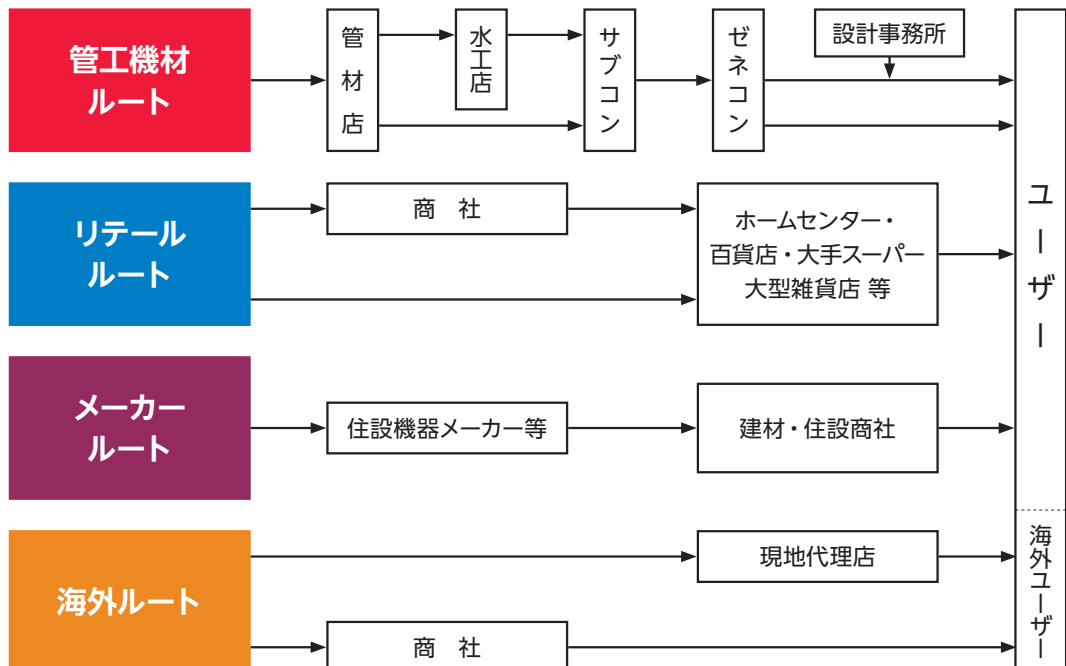 管工機材
ルート
管材店
水工店
サブコン
ゼネコン
設計事務所
リテール
ルート
商 社
ホームセンター・
百貨店・大手スーパー
大型雑貨店 等
メーカー
ルート
住設機器メーカー等
建材・住設商社
海外ルート
現地代理店
商 社
ユーザー
海外ユーザー